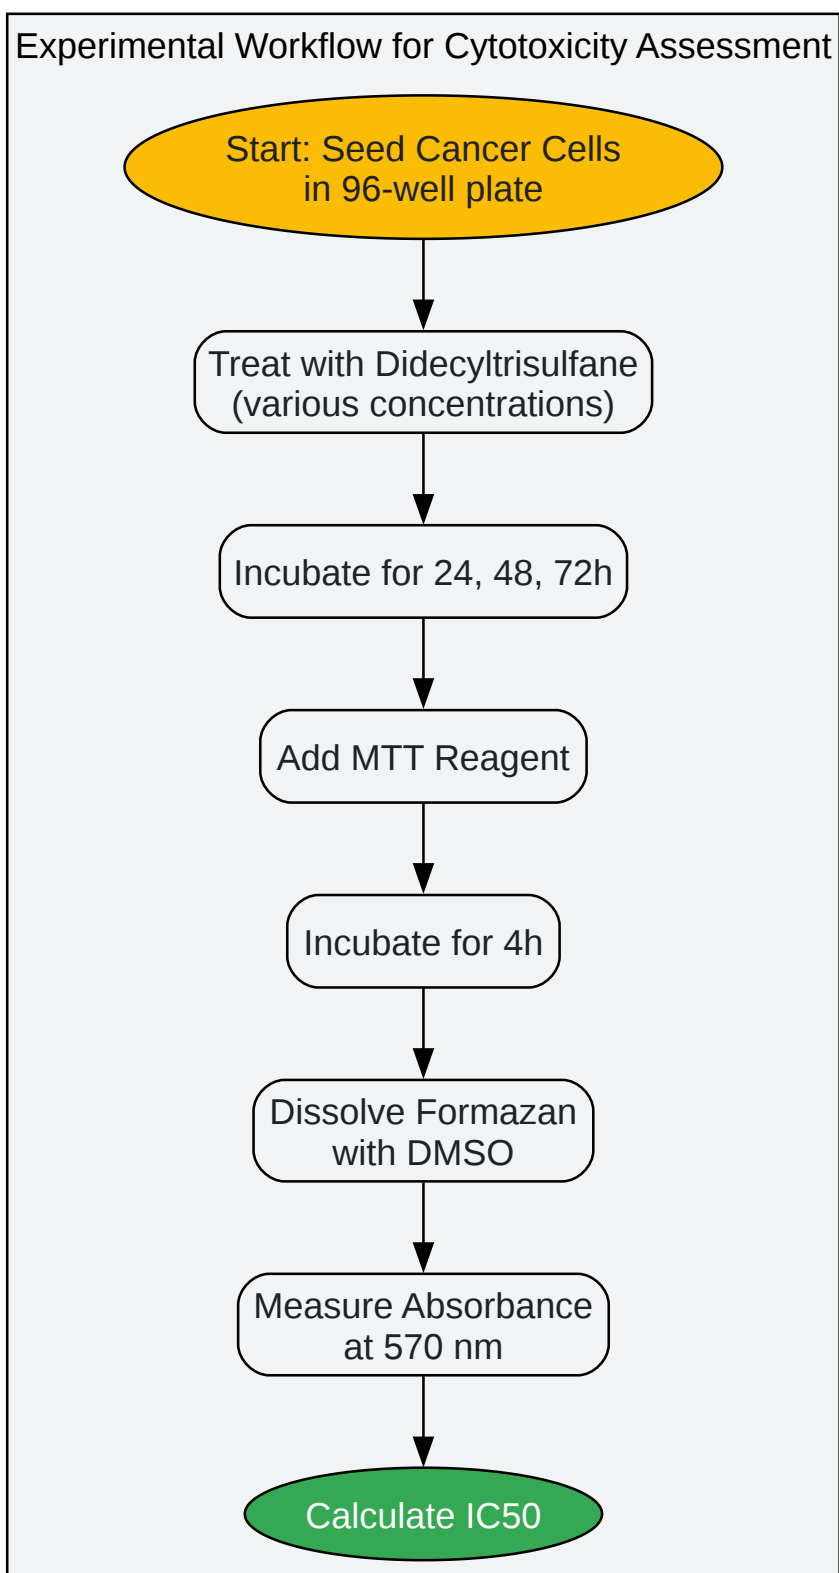 Experimental Workflow for Cytotoxicity Assessment
Start: Seed Cancer Cells
in 96-well plate
Treat with Didecyltrisulfane
(various concentrations)
Incubate for 24, 48, 72h
Add MTT Reagent
Incubate for 4h
Dissolve Formazan
with DMSO
Measure Absorbance
at 570 nm
Calculate IC50